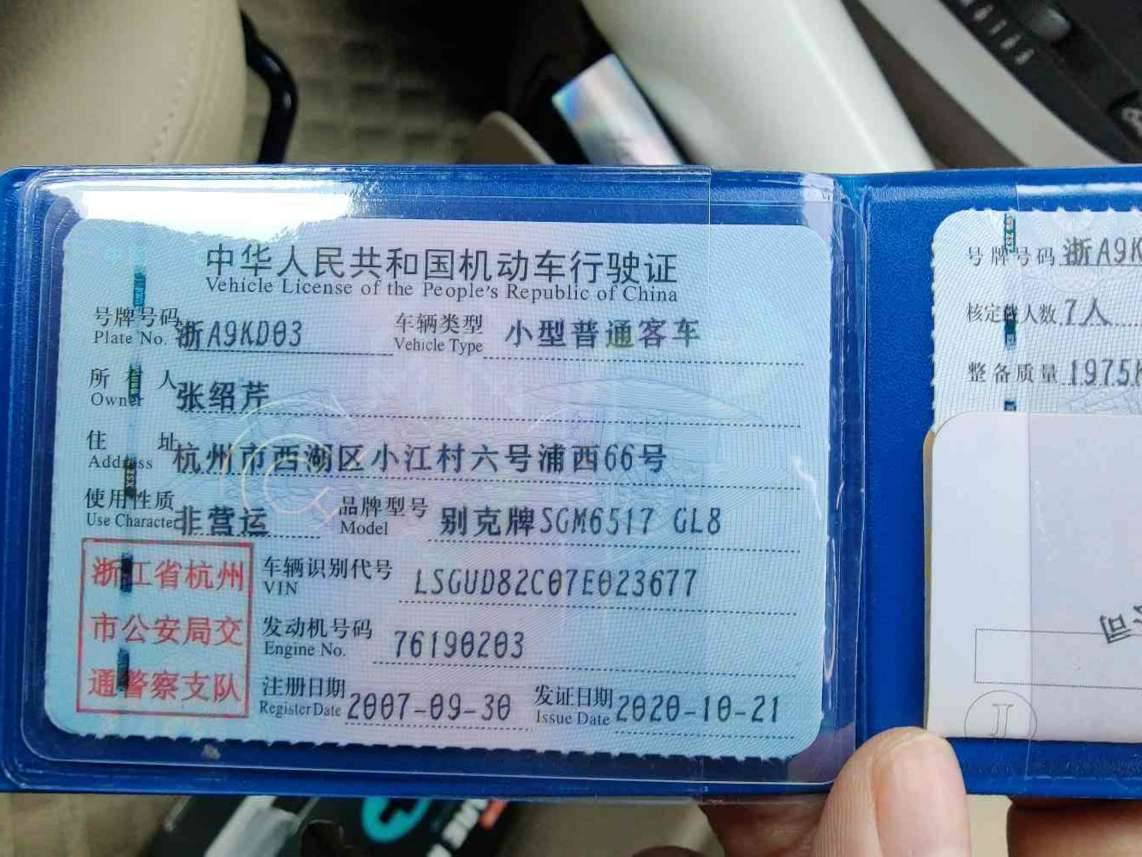 中华人民共和国机动车行驶证
Vehicle License of the People's Republic of China
号牌号码 浙A9KD03 车辆类型 小型普通客车
Plate No. Vehicle Type
所有人 张绍芹
Owner
住址 杭州市西湖区小江村六号浦西66号
Address
使用性质 非营运 品牌型号 别克牌SGM6517 GL8
Use Character Model
浙江省杭州
市公安局交
通警察支队
车辆识别代号 LSGUD82C07E023677
VIN
发动机号码 76190203
Engine No.
注册日期 2007-09-30 发证日期 2020-10-21
Register Date Issue Date
号牌号码 浙A9K
核定载人数 7人
整备质量 1975k